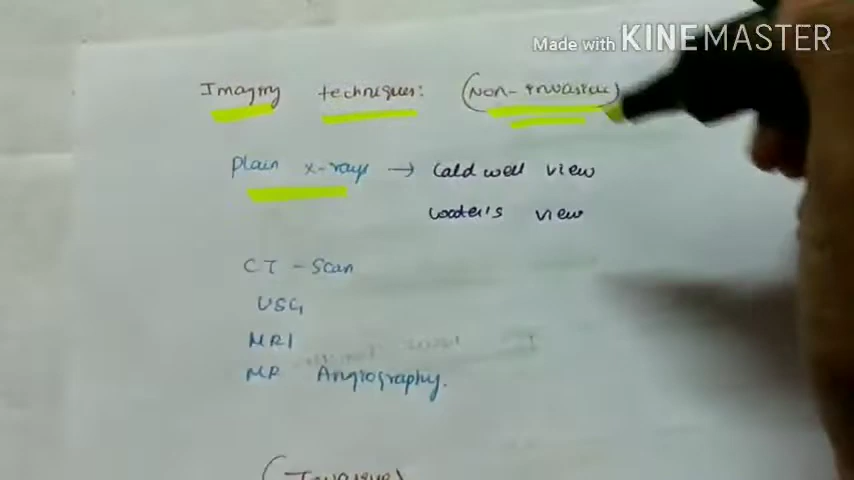 Made with KINEMASTER
Imaging techniques: (Non-invasive)
Plain x-rays → Caldwell view
Water's view
CT - Scan
USG
MRI
MR Angiography.
(Invasive)